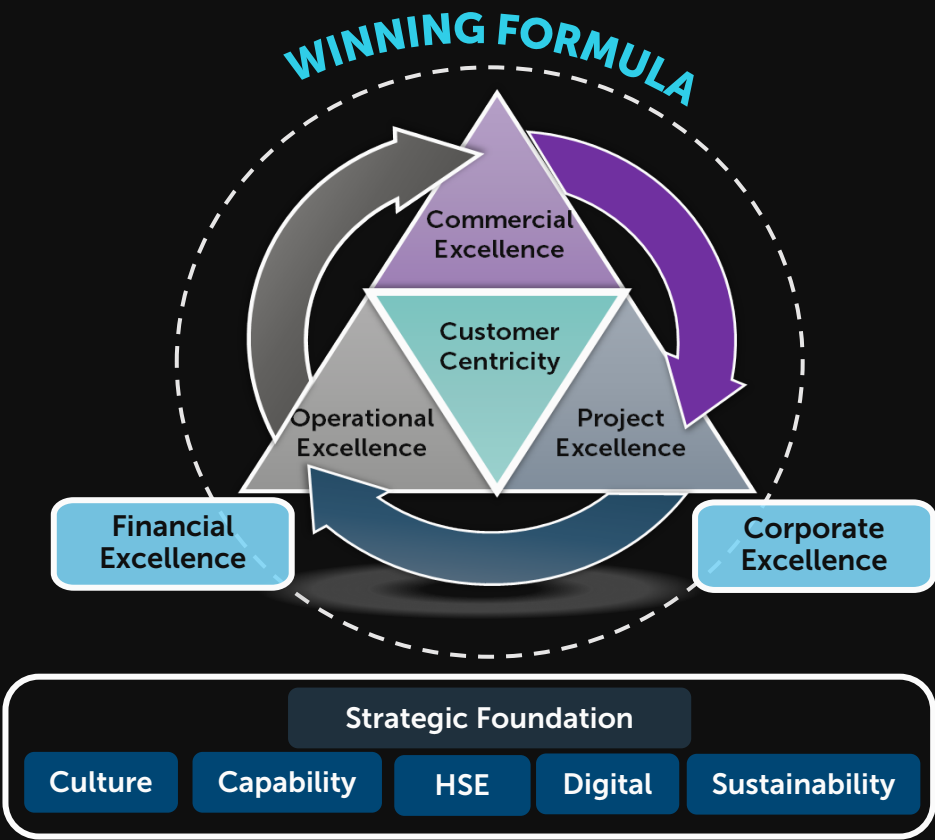 WINNING FORMULA
Commercial
Excellence
Customer
Centricity
Operational
Excellence
Project
Excellence
Financial
Excellence
Corporate
Excellence
Strategic Foundation
Culture
Capability
HSE
Digital
Sustainability